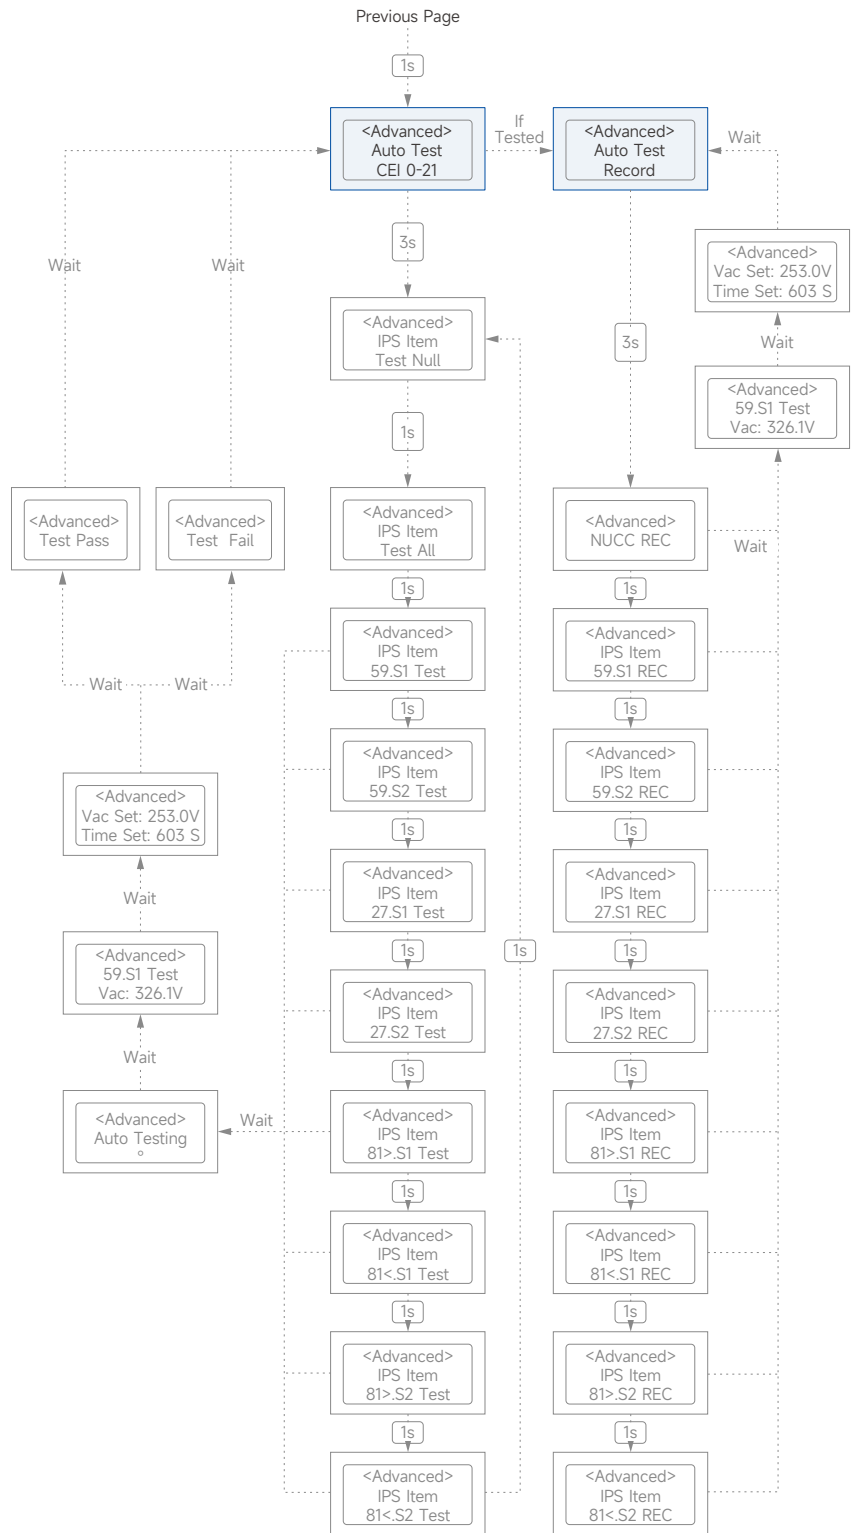 Previous Page
1s
<Advanced>
Auto Test
CEI 0-21
If
Tested
<Advanced>
Auto Test
Record
Wait
3s
Wait
Wait
<Advanced>
Vac Set: 253.0V
Time Set: 603 S
<Advanced>
IPS Item
Test Null
3s
Wait
<Advanced>
59.S1 Test
Vac: 326.1V
1s
<Advanced>
Test Pass
<Advanced>
Test Fail
<Advanced>
IPS Item
Test All
<Advanced>
NUCC REC
Wait
1s
1s
<Advanced>
IPS Item
59.S1 Test
<Advanced>
IPS Item
59.S1 REC
Wait
Wait
1s
1s
<Advanced>
IPS Item
59.S2 Test
<Advanced>
IPS Item
59.S2 REC
<Advanced>
Vac Set: 253.0V
Time Set: 603 S
1s
1s
Wait
<Advanced>
IPS Item
27.S1 Test
<Advanced>
IPS Item
27.S1 REC
<Advanced>
59.S1 Test
Vac: 326.1V
1s
1s
1s
<Advanced>
IPS Item
27.S2 Test
<Advanced>
IPS Item
27.S2 REC
Wait
1s
1s
<Advanced>
Auto Testing
Wait
<Advanced>
IPS Item
81>.S1 Test
<Advanced>
IPS Item
81>.S1 REC
1s
1s
<Advanced>
IPS Item
81<.S1 Test
<Advanced>
IPS Item
81<.S1 REC
1s
1s
<Advanced>
IPS Item
81>.S2 Test
<Advanced>
IPS Item
81>.S2 REC
1s
1s
<Advanced>
IPS Item
81<.S2 Test
<Advanced>
IPS Item
81<.S2 REC